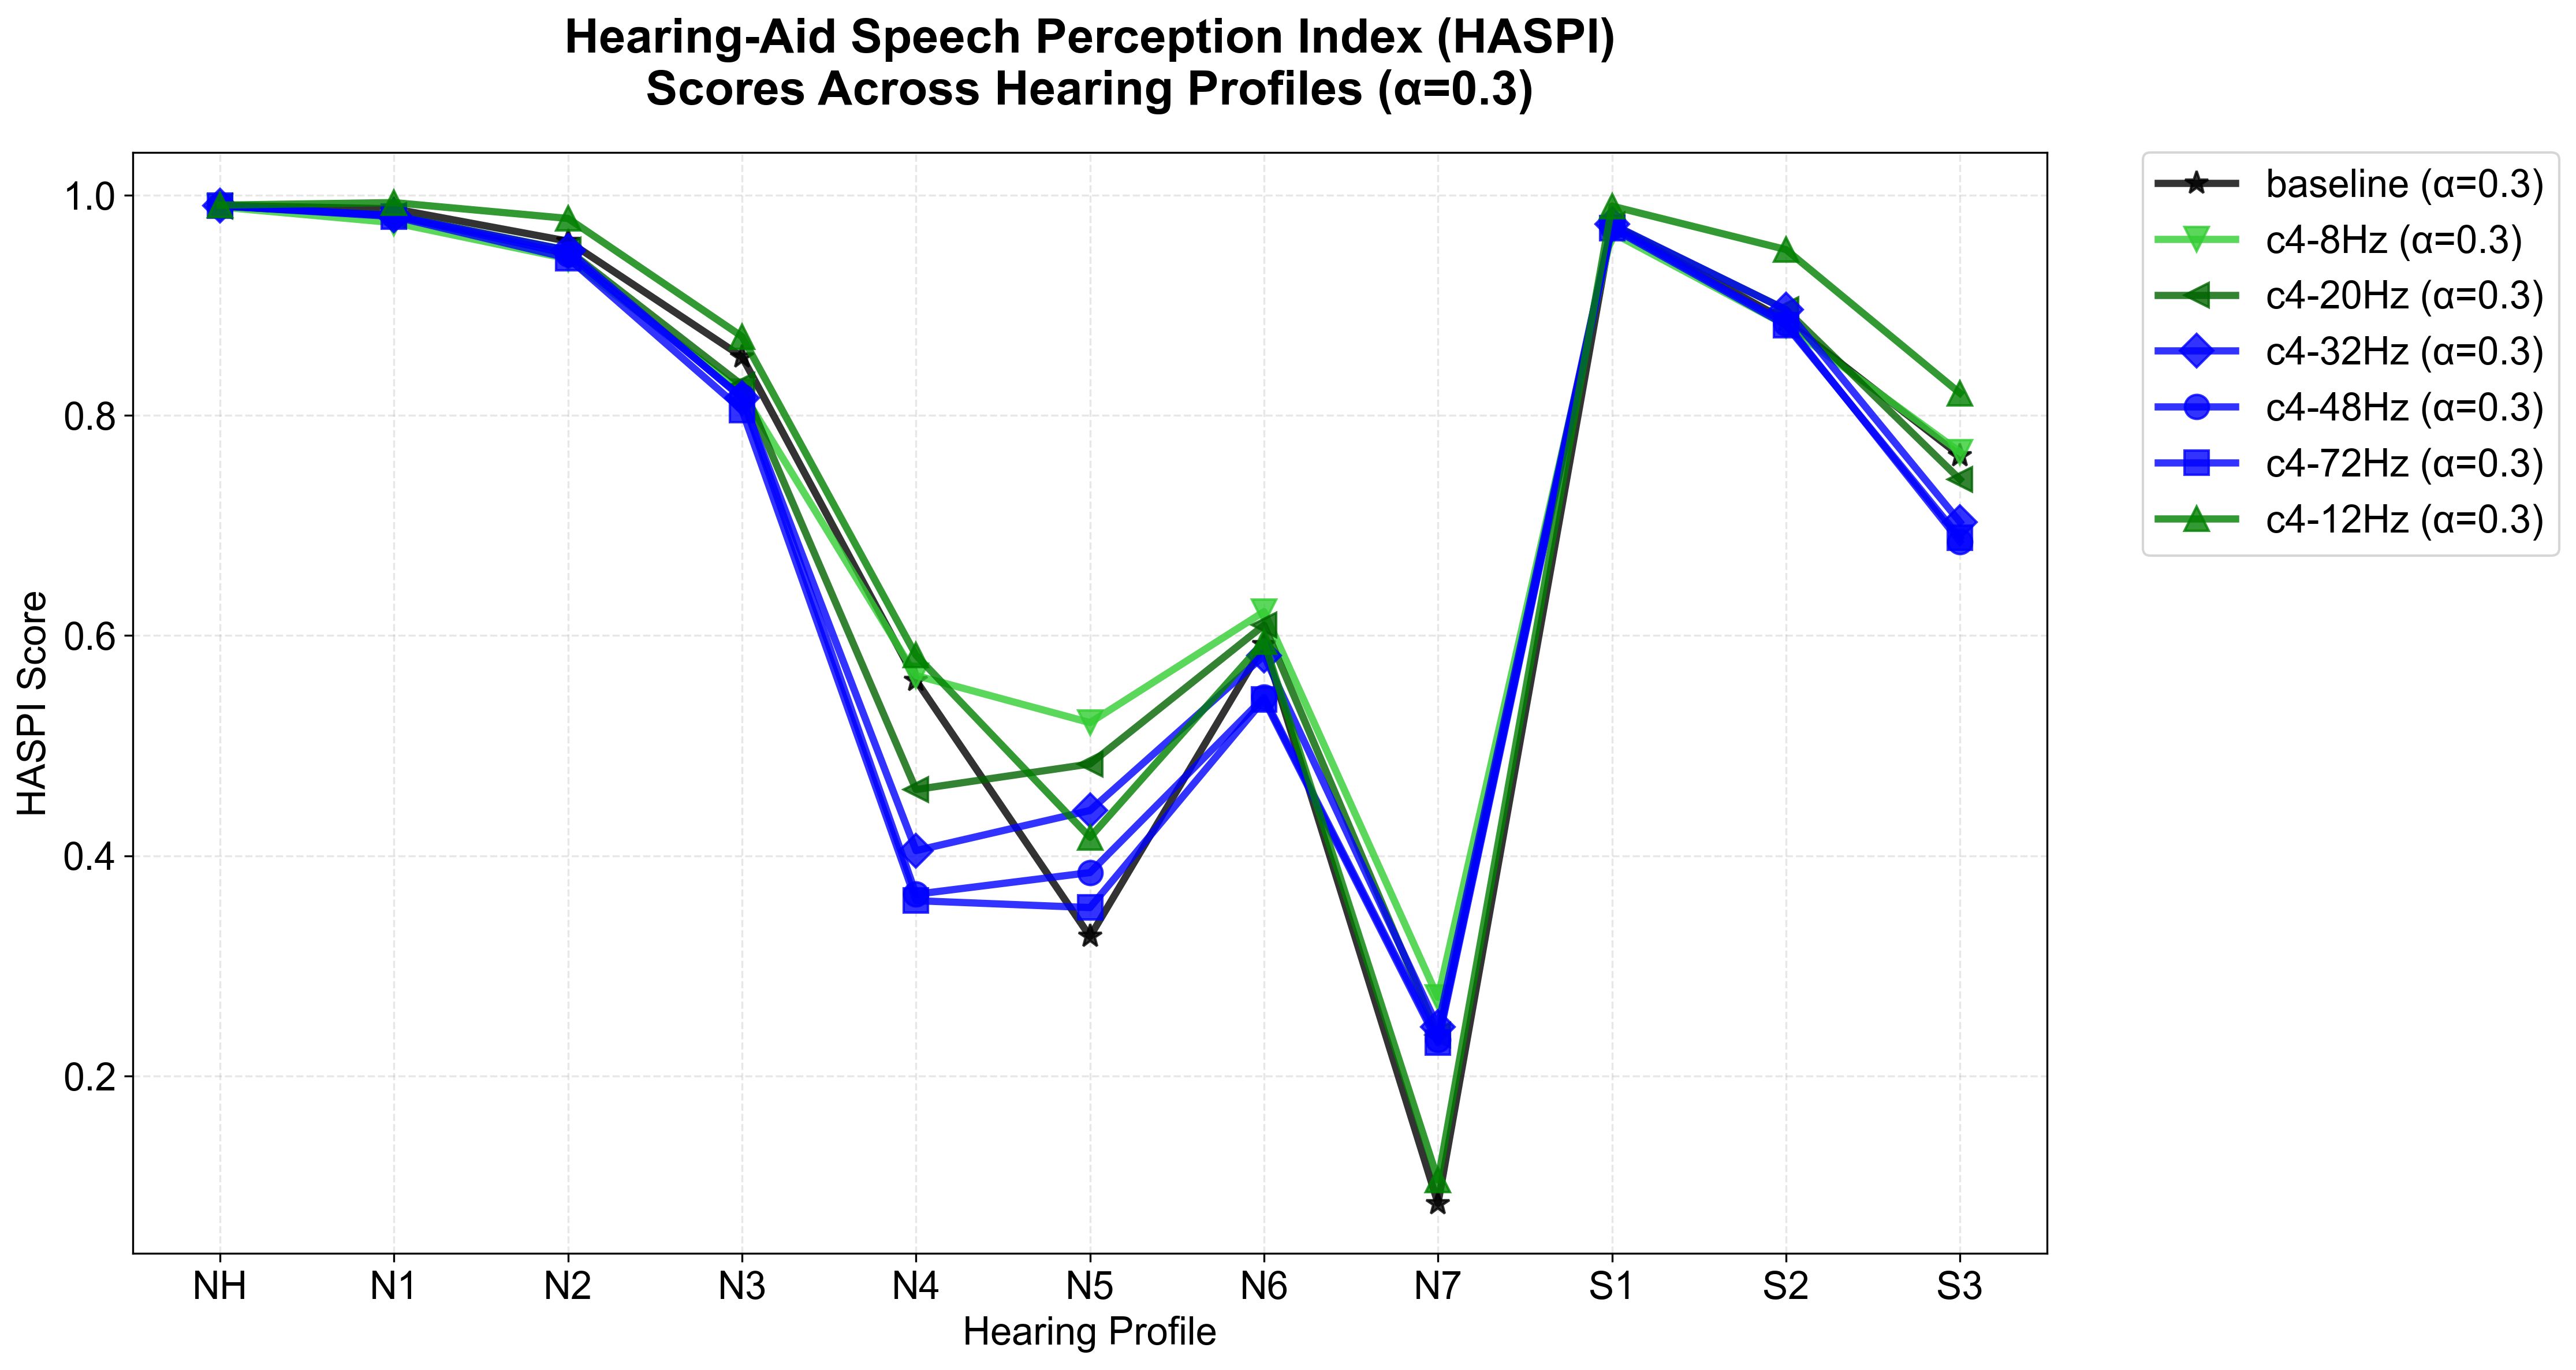 Hearing-Aid Speech Perception Index (HASPI)
Scores Across Hearing Profiles (α=0.3)
HASPI Score
1.0
0.8
0.6
0.4
0.2
NH N1 N2 N3 N4 N5 N6 N7 S1 S2 S3
Hearing Profile
baseline (α=0.3)
c4-8Hz (α=0.3)
c4-20Hz (α=0.3)
c4-32Hz (α=0.3)
c4-48Hz (α=0.3)
c4-72Hz (α=0.3)
c4-12Hz (α=0.3)